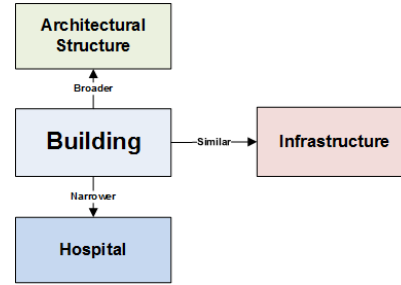 Architectural
Structure
Broader
Building
Similar
Infrastructure
Narrower
Hospital